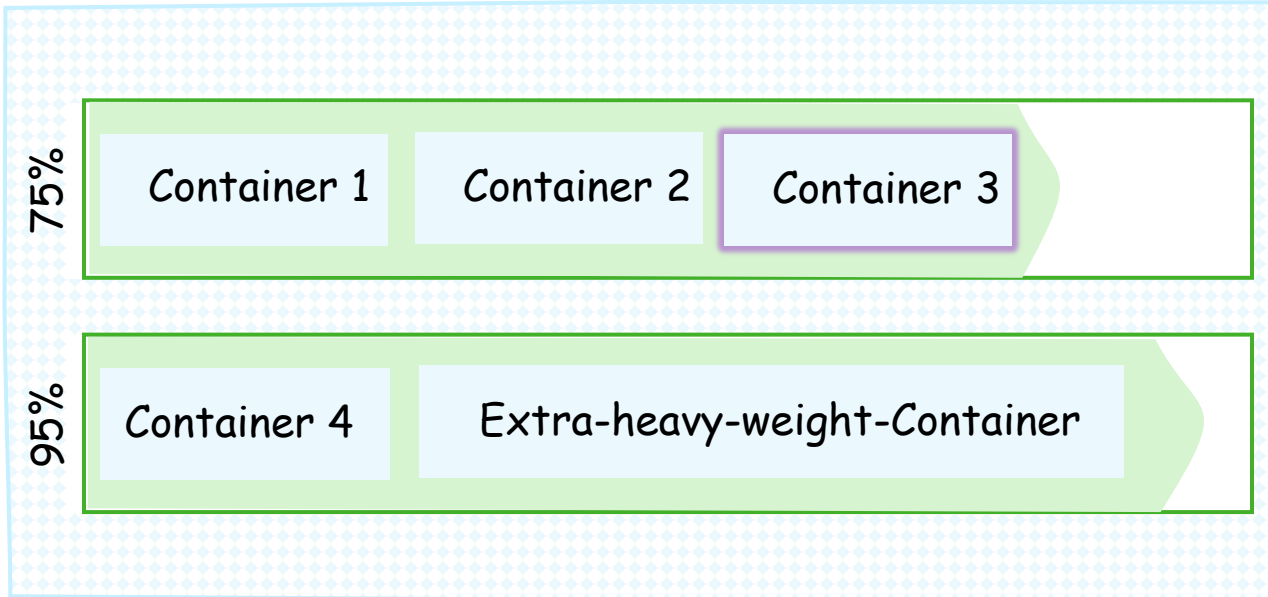 75%
Container 1
Container 2
Container 3
95%
Container 4
Extra-heavy-weight-Container